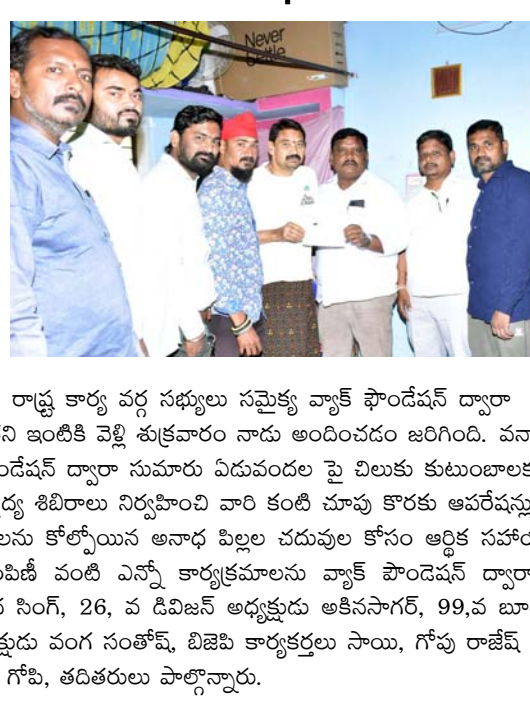 Never
Settle
రాష్ట్ర కార్య వర్గ సభ్యులు సమైక్య వ్యాక్ ఫౌండేషన్ ద్వారా
ని ఇంటికి వెళ్లి శుక్రవారం నాడు అందించడం జరిగింది. వనా
డేషన్ ద్వారా సుమారు ఏడువందల పై చిలుకు కుటుంబాలక
ద్య శిబిరాలు నిర్వహించి వారి కంటి చూపు కొరకు ఆపరేషన్లు
లను కోల్పోయిన అనాధ పిల్లల చదువుల కోసం ఆర్థిక సహా
పిణీ వంటి ఎన్నో కార్యక్రమాలను వ్యాక్ పౌండెషన్ ద్వారా
సింగ్, 26, వ డివిజన్ అధ్యక్షుడు అకినసాగర్, 99,వ బూ
క్షుడు వంగ సంతోష్, బిజెపి కార్యకర్తలు సాయి, గోపు రాజేష్
గోపి, తదితరులు పాల్గొన్నారు.